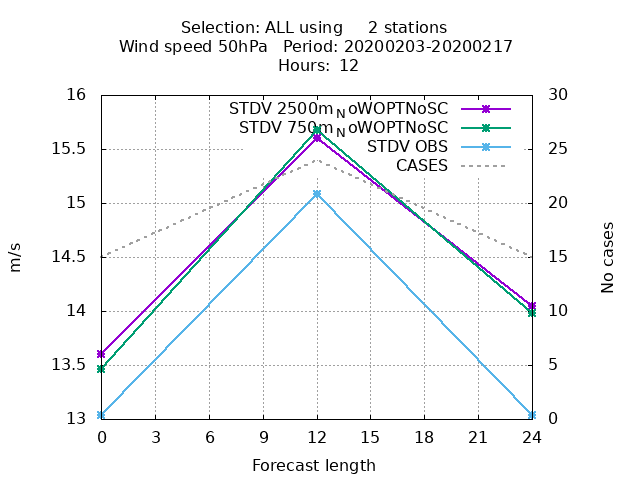 Selection: ALL using     2 stations
Wind speed 50hPa   Period: 20200203-20200217
Hours:  12
16 30
STDV 2500m_NoWOPTNoSC
STDV 750m_NoWOPTNoSC
STDV OBS
CASES
15.5 25
15 20
m/s 14.5 15 No cases
14 10
13.5 5
13 0
0 3 6 9 12 15 18 21 24
Forecast length